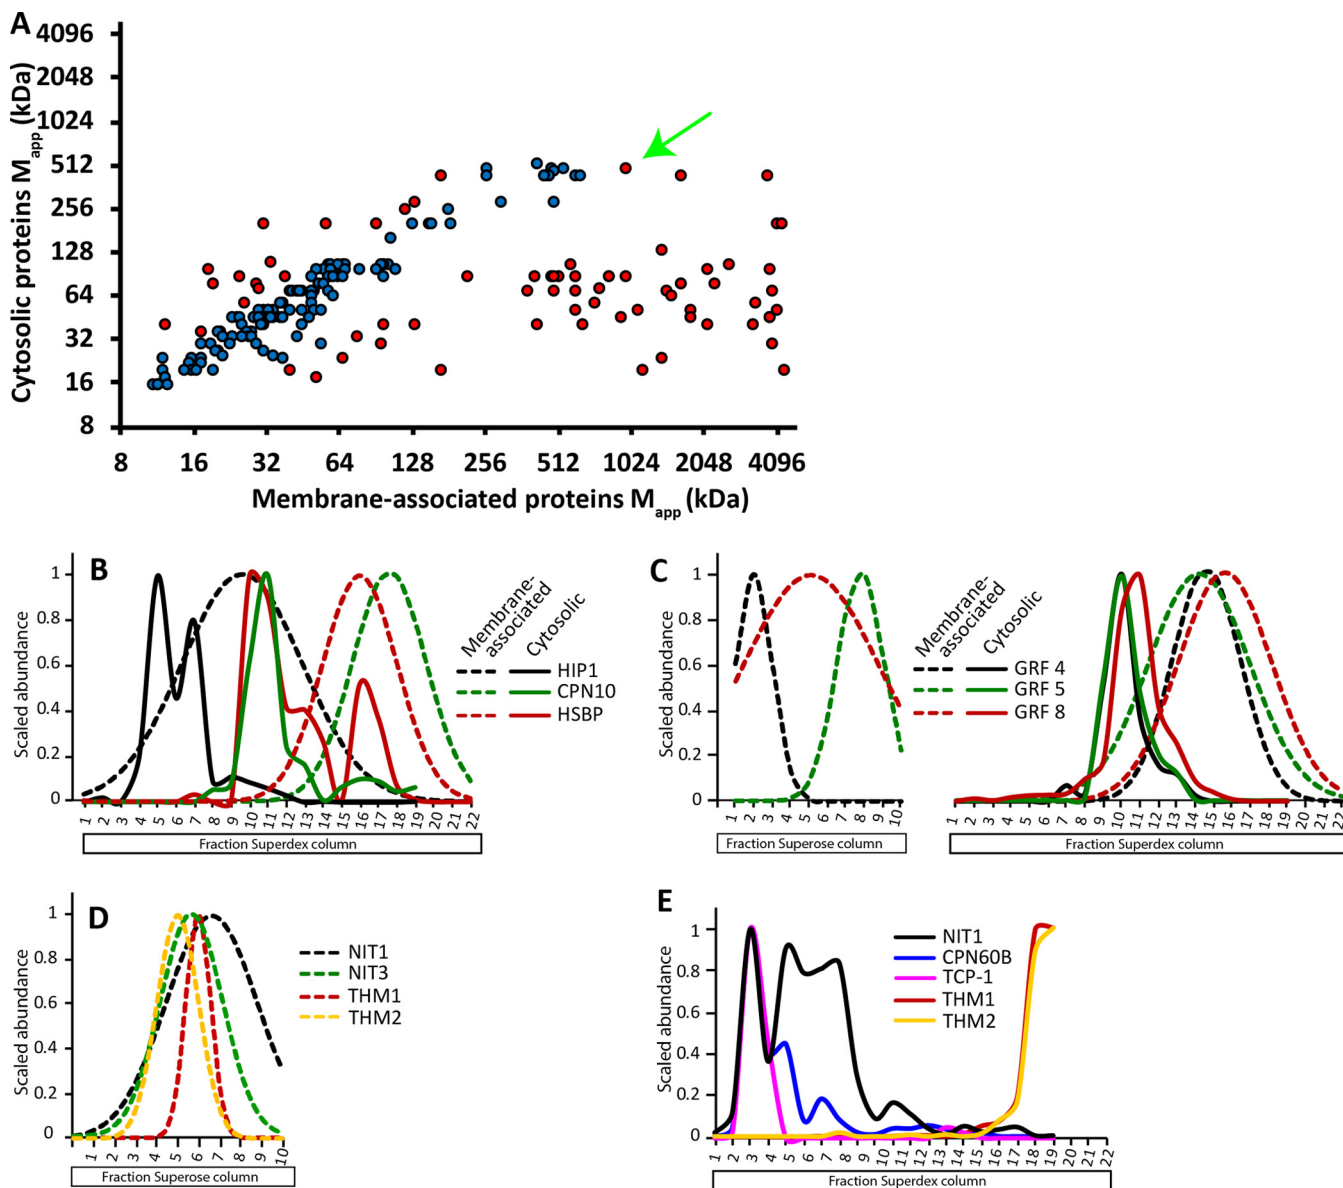 A
Cytosolic proteins Mapp (kDa)
4096
2048
1024
512
256
128
64
32
16
8
8 16 32 64 128 256 512 1024 2048 4096
Membrane-associated proteins Mapp (kDa)
B
Scaled abundance
1
0.8
0.6
0.4
0.2
0
1 2 3 4 5 6 7 8 9 10 11 12 13 14 15 16 17 18 19 20 21 22
Fraction Superdex column
Membrane-associated
Cytosolic
HIP1
CPN10
HSBP
C
Scaled abundance
1
0.8
0.6
0.4
0.2
0
1 2 3 4 5 6 7 8 9 10
Fraction Superose column
Membrane-associated
Cytosolic
GRF 4
GRF 5
GRF 8
1 2 3 4 5 6 7 8 9 10 11 12 13 14 15 16 17 18 19 20 21 22
Fraction Superdex column
D
Scaled abundance
1
0.8
0.6
0.4
0.2
0
1 2 3 4 5 6 7 8 9 10
Fraction Superose column
NIT1
NIT3
THM1
THM2
E
Scaled abundance
1
0.8
0.6
0.4
0.2
0
1 2 3 4 5 6 7 8 9 10 11 12 13 14 15 16 17 18 19 20 21 22
Fraction Superdex column
NIT1
CPN60B
TCP-1
THM1
THM2